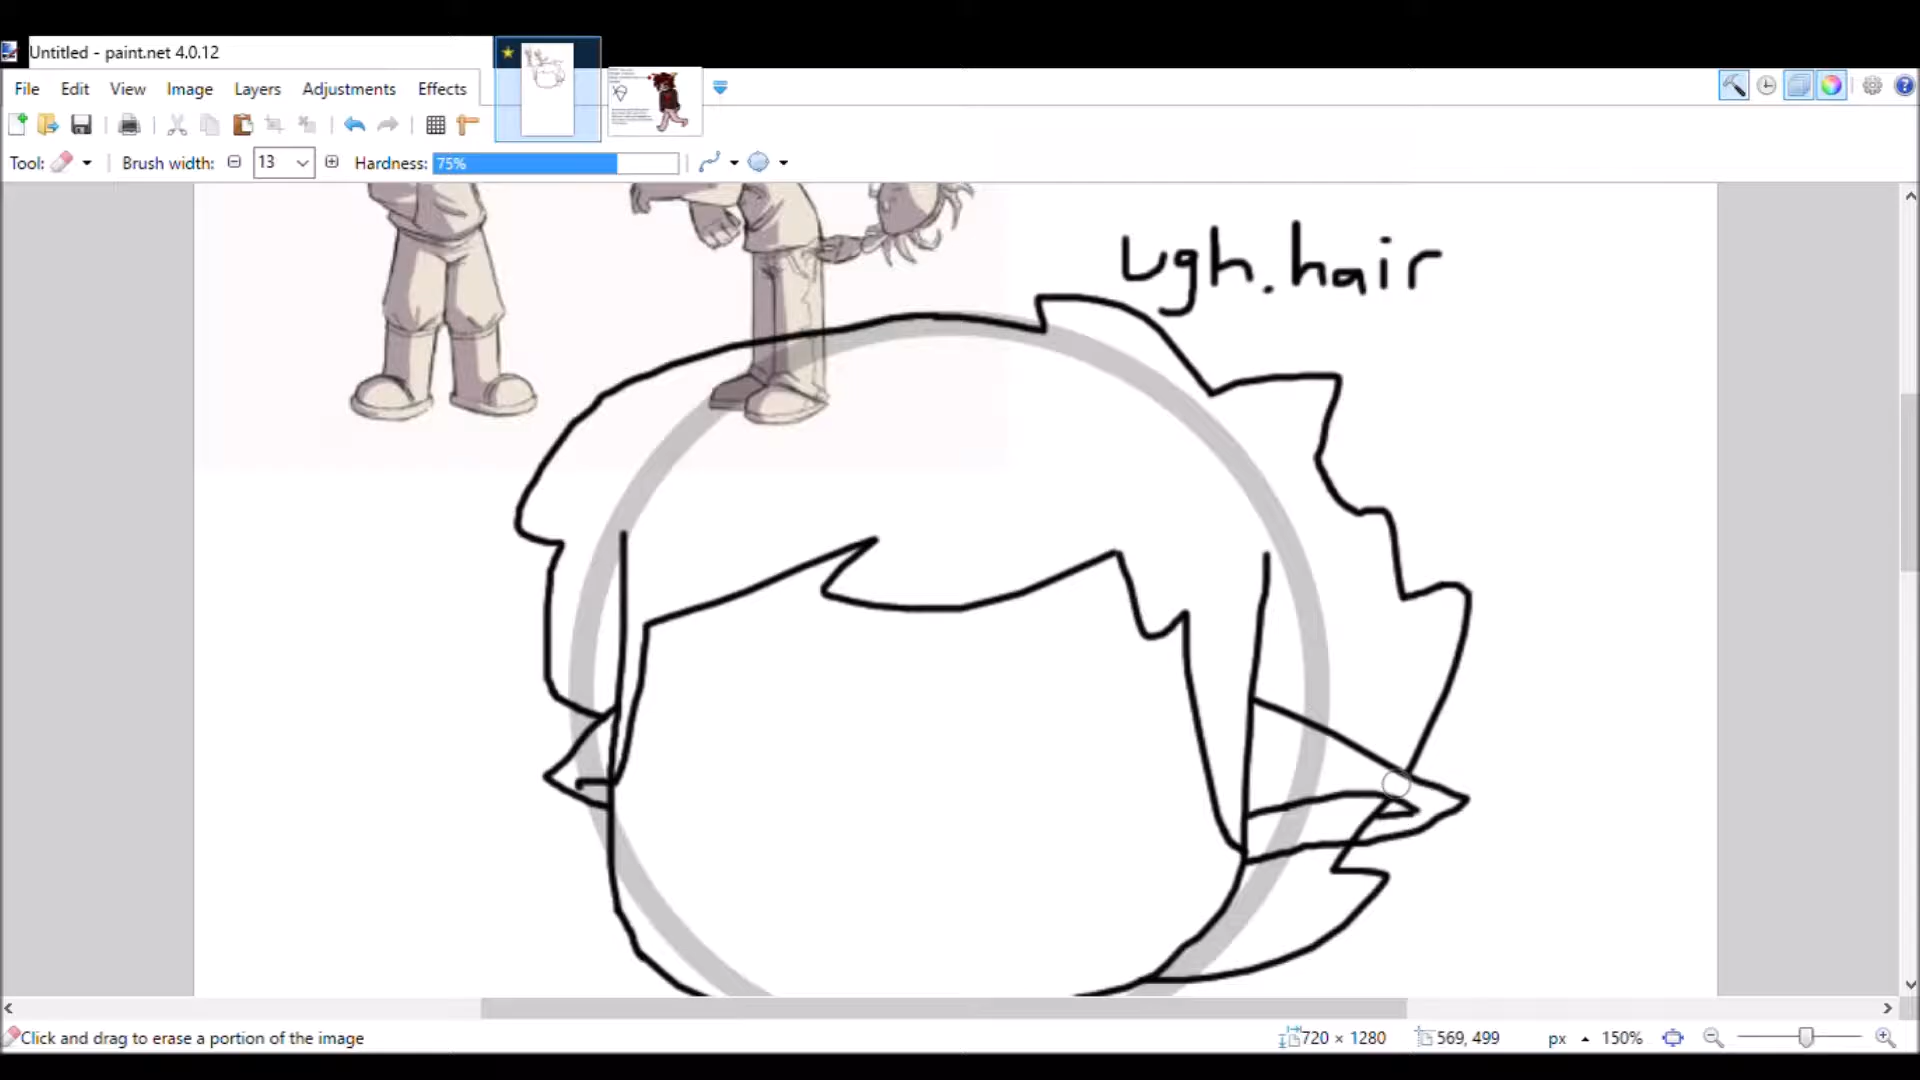 Untitled - paint.net 4.0.12
File Edit View Image Layers Adjustments Effects
Tool: Brush width: 13 Hardness: 75%
ugh. hair
Click and drag to erase a portion of the image 720 × 1280 569, 499 px 150%